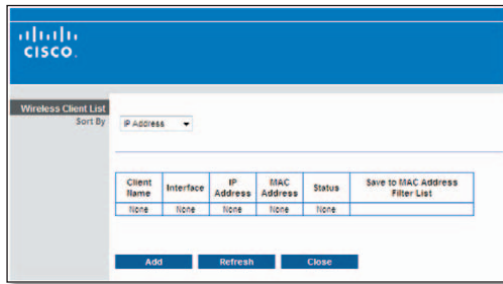 CISCO.
Wireless Client List
Sort By IP Address
Client Name Interface IP Address MAC Address Status Save to MAC Address Filter List
None None None None None
Add Refresh Close